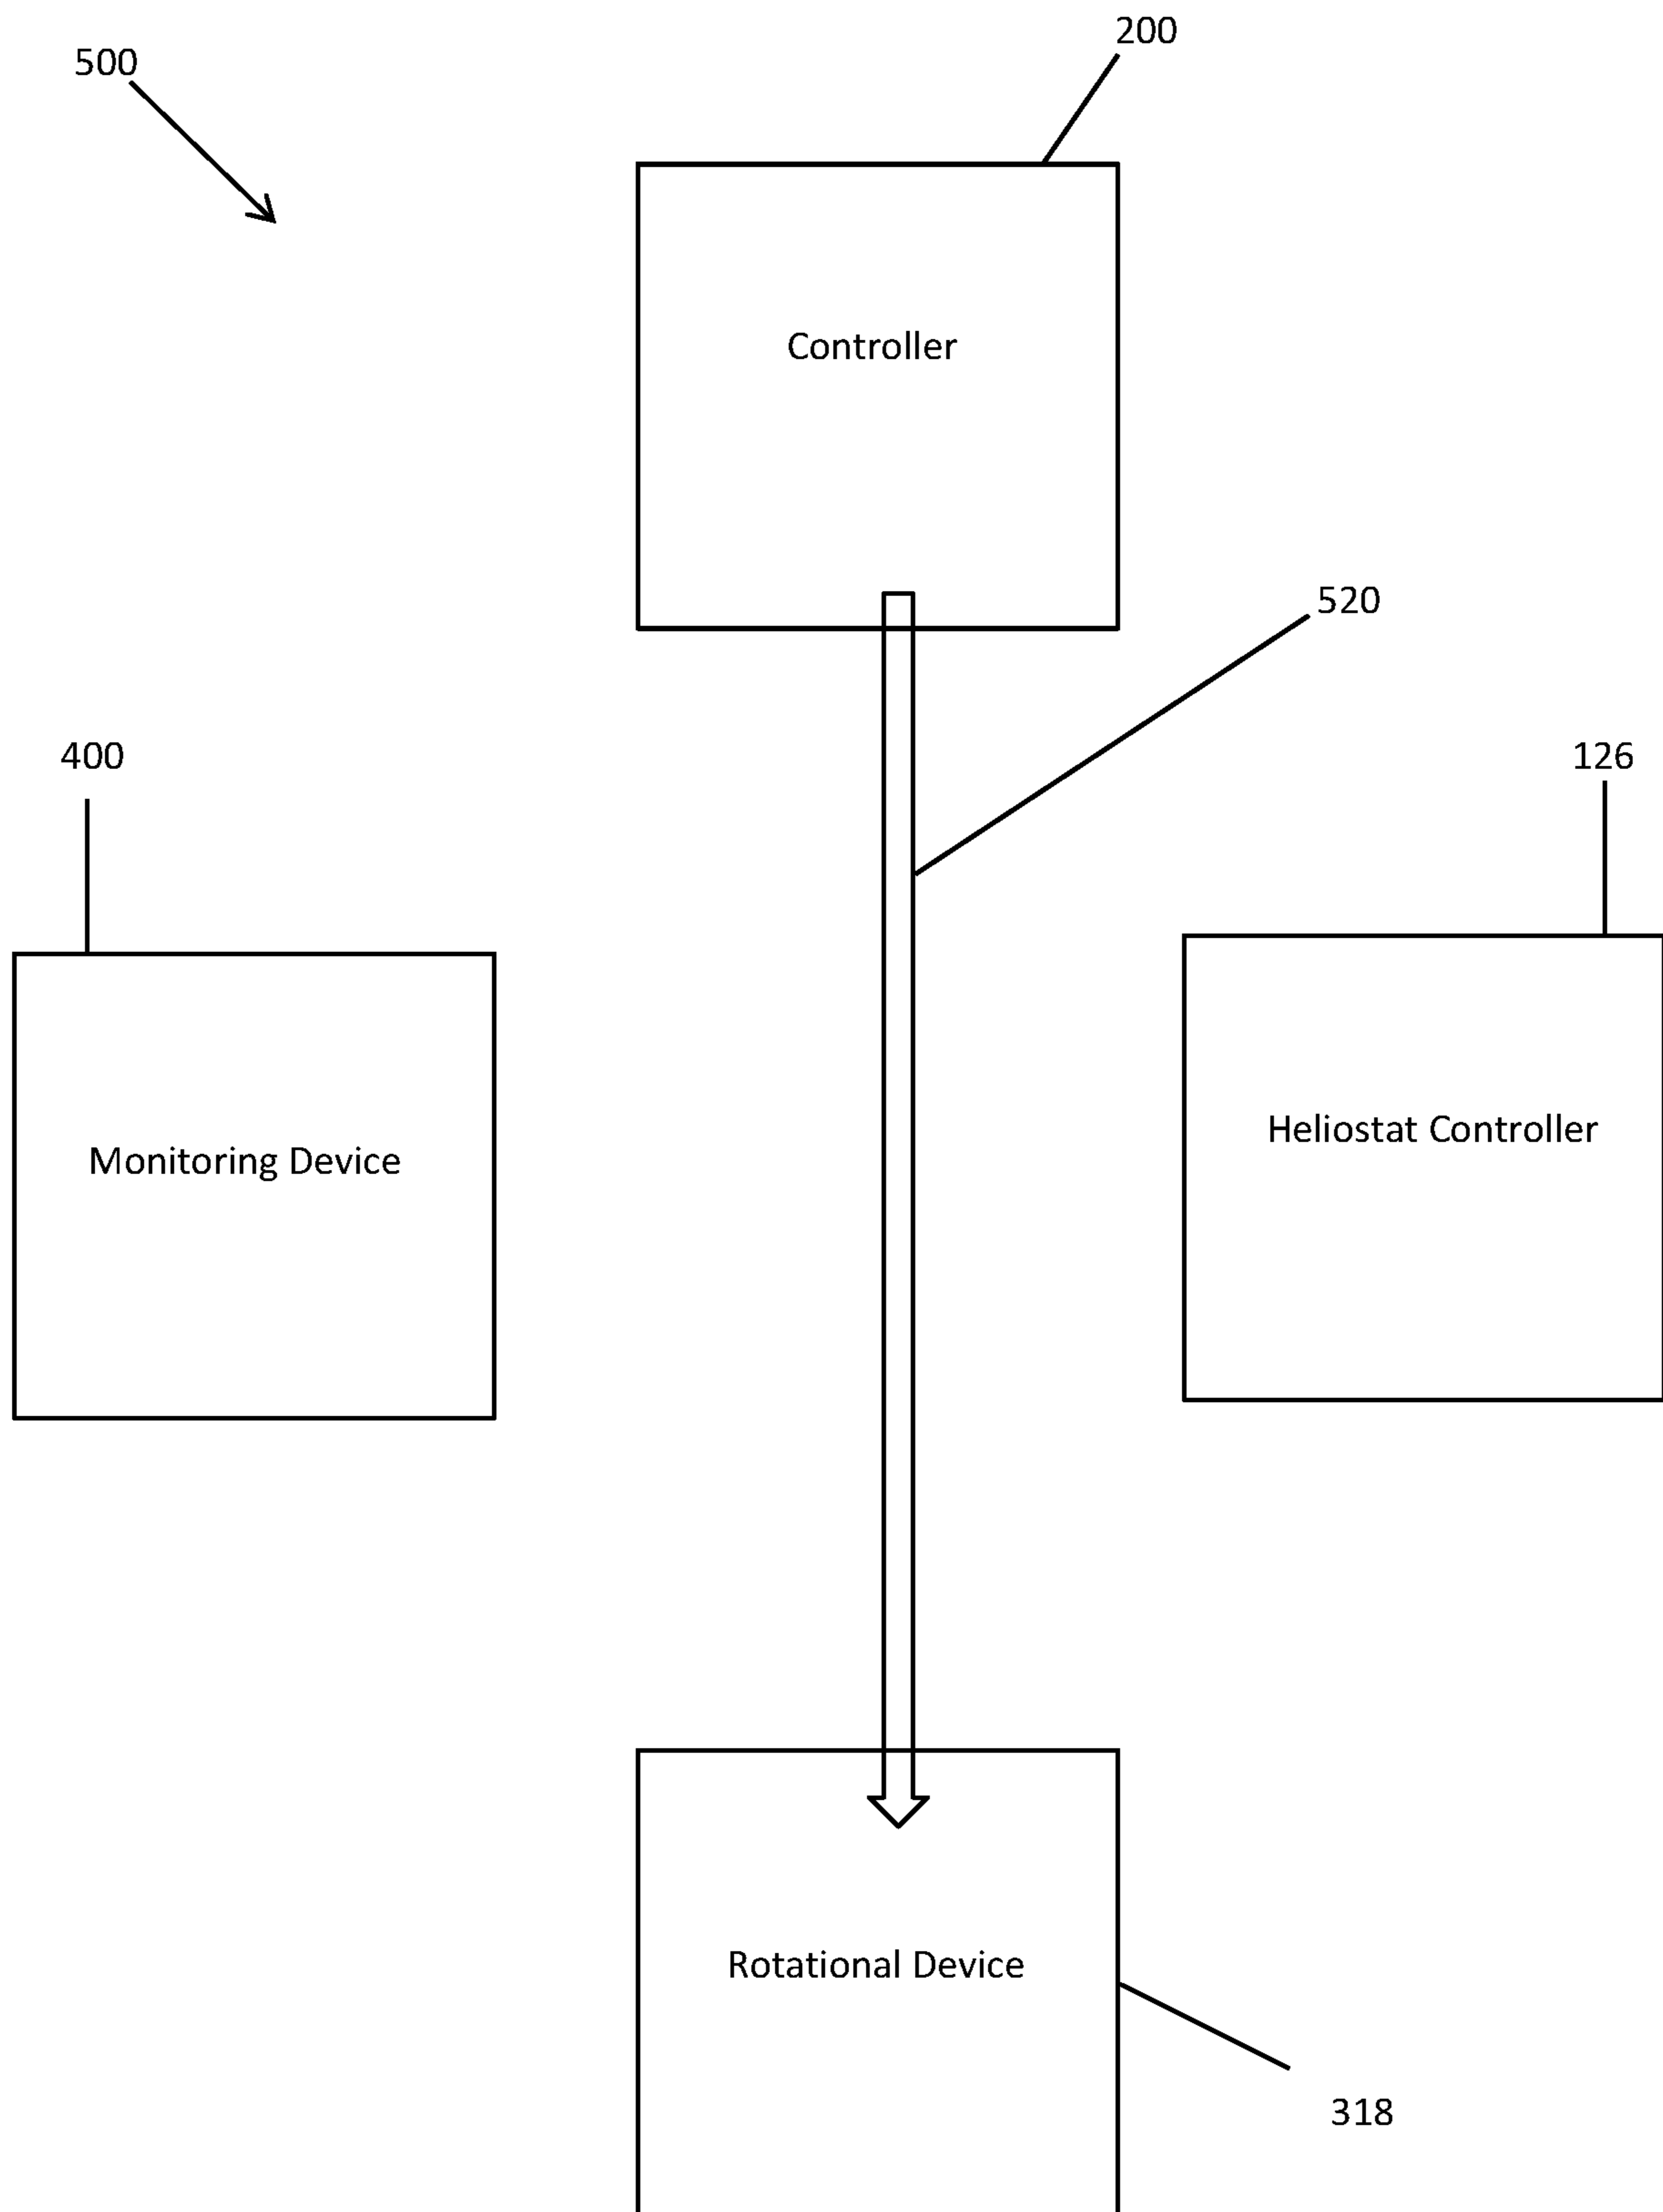 200
500
Controller
520
400
126
Heliostat Controller
Monitoring Device
Rotational Device
318